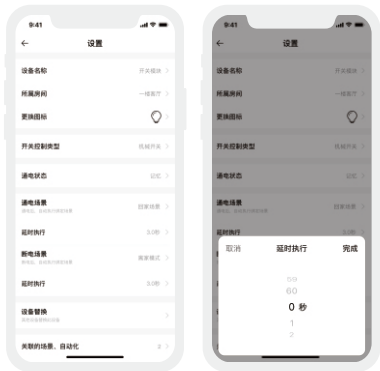 9:41
设置
设备名称
开关模块
所属房间
一楼客厅
更换图标
开关控制类型
机械开关
通电状态
记忆
通电场景
回家场景
延时执行
0.0秒
断电场景
离家模式
延时执行
0.0秒
设备替换
关联的场景、自动化
2
9:41
设置
设备名称
开关模块
所属房间
一楼客厅
更换图标
开关控制类型
机械开关
通电状态
记忆
通电场景
回家场景
取消
延时执行
完成
59
60
0 秒
1
2